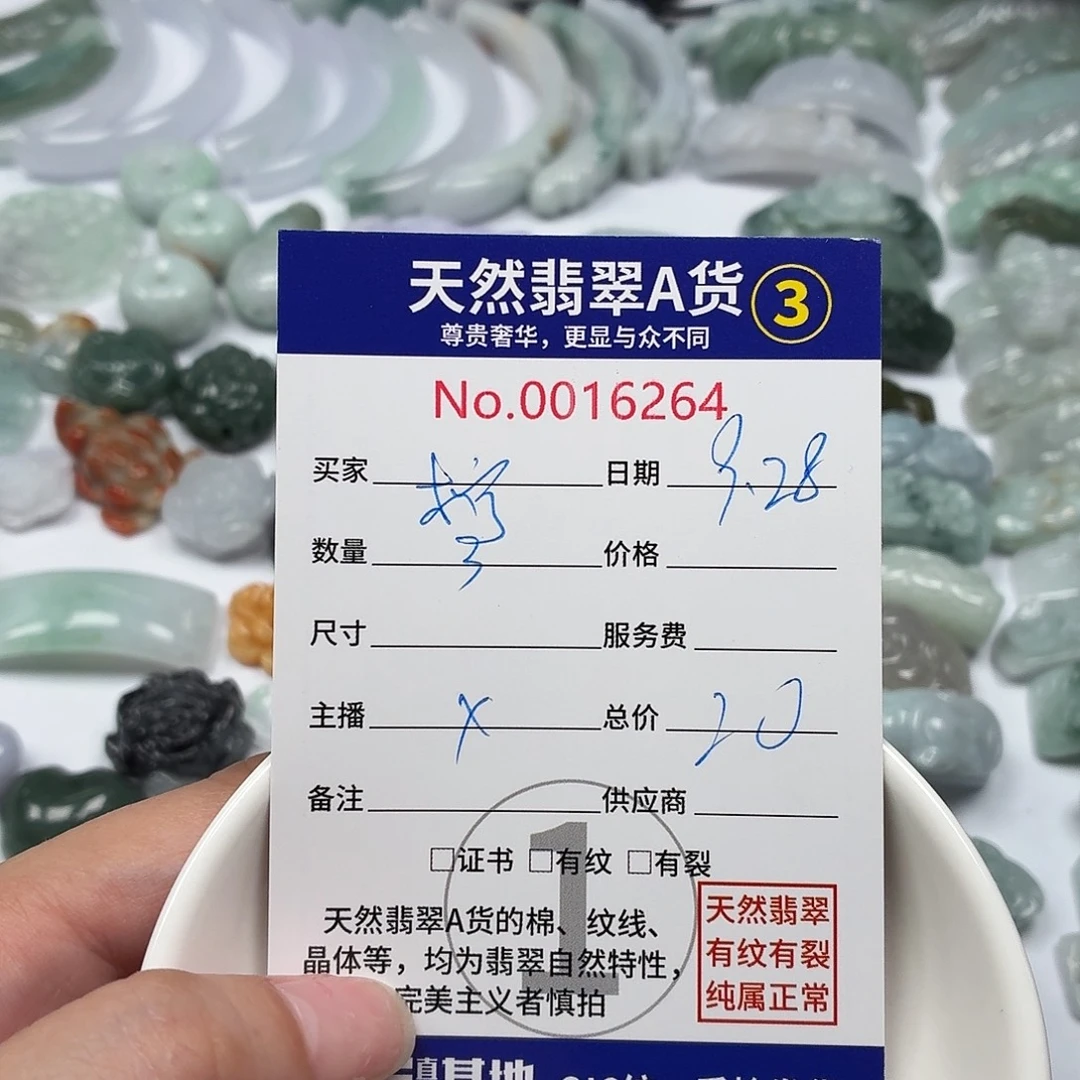 天然翡翠A货 3
尊贵奢华，更显与众不同
No.0016264
买家 日期 9.28
数量 3 价格
尺寸 服务费
主播 X 总价 20
备注 供应商
1
□证书 □有纹 □有裂
天然翡翠A货的棉、纹线、
晶体等，均为翡翠自然特性，
完美主义者慎拍
天然翡翠
有纹有裂
纯属正常
基地